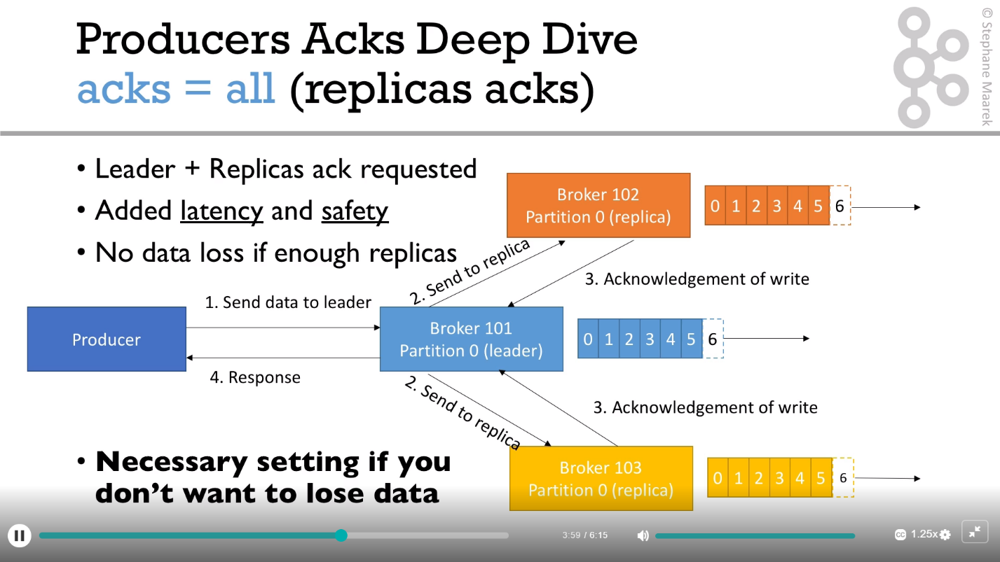 Producers Acks Deep Dive
acks = all (replicas acks)
© Stephane Maarek
• Leader + Replicas ack requested
• Added latency and safety
• No data loss if enough replicas
Broker 102
Partition 0 (replica)
0 1 2 3 4 5 6
2. Send to replica
3. Acknowledgement of write
1. Send data to leader
Producer
Broker 101
Partition 0 (leader)
0 1 2 3 4 5 6
4. Response
2. Send to replica
3. Acknowledgement of write
• Necessary setting if you
don't want to lose data
Broker 103
Partition 0 (replica)
0 1 2 3 4 5 6
3:59 / 6:15
CC
1.25x